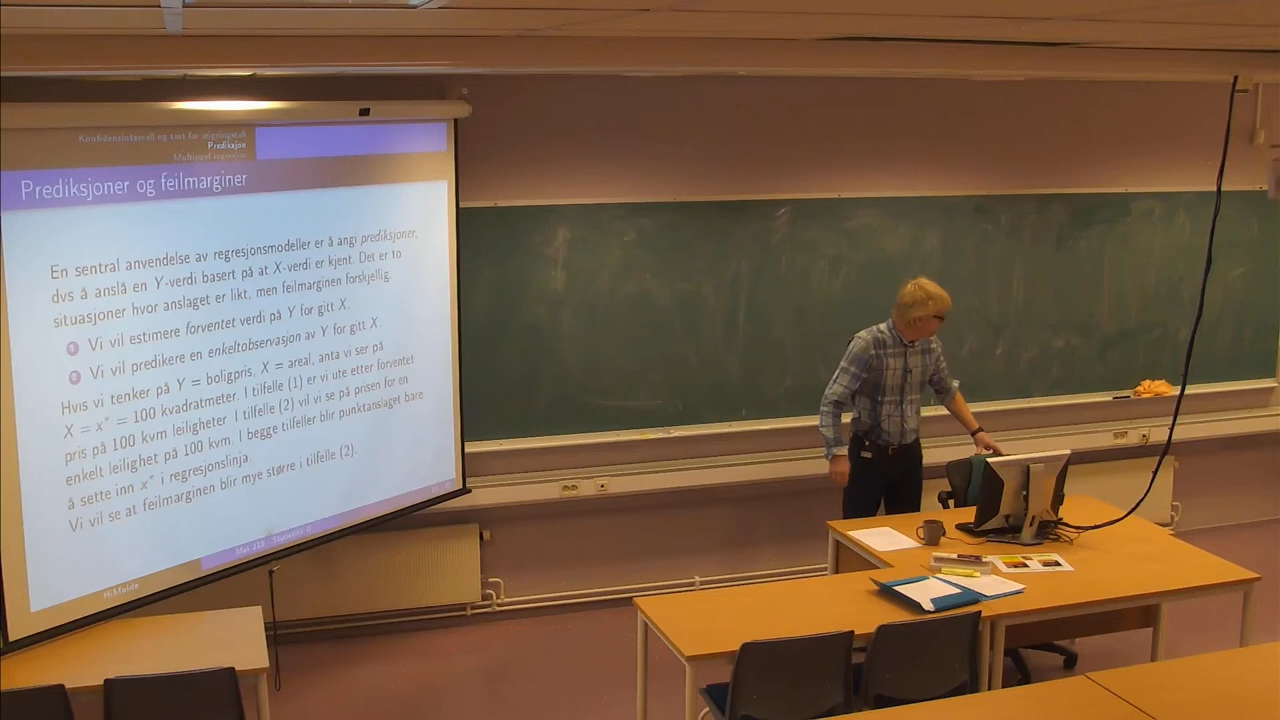 Konfidensintervall og test for stigningstall
Prediksjon
Multippel regresjon
Prediksjoner og feilmarginer
En sentral anvendelse av regresjonsmodeller er å angi prediksjoner,
dvs å anslå en Y-verdi basert på at X-verdi er kjent. Det er to
situasjoner hvor anslaget er likt, men feilmarginen forskjellig.
1 Vi vil estimere forventet verdi på Y for gitt X.
2 Vi vil predikere en enkeltobservasjon av Y for gitt X.
Hvis vi tenker på Y = boligpris, X = areal, anta vi ser på
X = x* = 100 kvadratmeter. I tilfelle (1) er vi ute etter forventet
pris på 100 kvm leiligheter. I tilfelle (2) vil vi se på prisen for en
enkelt leilighet på 100 kvm. I begge tilfeller blir punktanslaget bare
å sette inn x* i regresjonslinja.
Vi vil se at feilmarginen blir mye større i tilfelle (2).
HiMolde
Mat 210 - Statistikk II